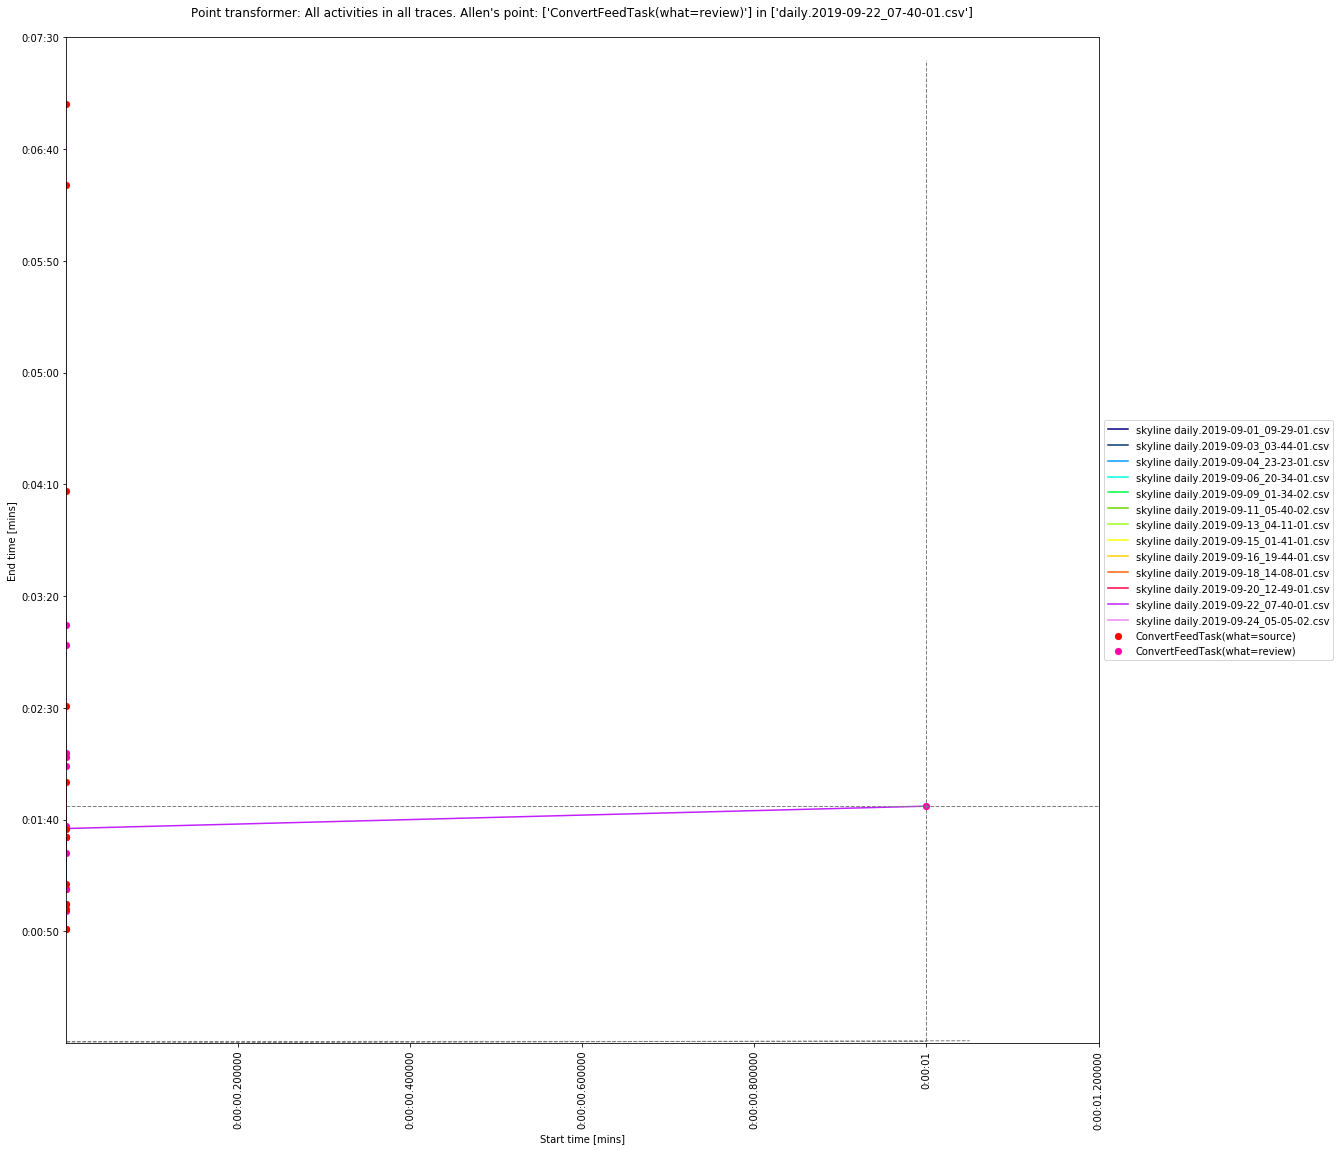 Point transformer: All activities in all traces. Allen's point: ['ConvertFeedTask(what=review)'] in ['daily.2019-09-22_07-40-01.csv']
0:07:30
0:06:40
0:05:50
0:05:00
0:04:10
0:03:20
0:02:30
0:01:40
0:00:50
End time [mins]
0:00:00.200000
0:00:00.400000
0:00:00.600000
0:00:00.800000
0:00:01
0:00:01.200000
Start time [mins]
skyline daily.2019-09-01_09-29-01.csv
skyline daily.2019-09-03_03-44-01.csv
skyline daily.2019-09-04_23-23-01.csv
skyline daily.2019-09-06_20-34-01.csv
skyline daily.2019-09-09_01-34-02.csv
skyline daily.2019-09-11_05-40-02.csv
skyline daily.2019-09-13_04-11-01.csv
skyline daily.2019-09-15_01-41-01.csv
skyline daily.2019-09-16_19-44-01.csv
skyline daily.2019-09-18_14-08-01.csv
skyline daily.2019-09-20_12-49-01.csv
skyline daily.2019-09-22_07-40-01.csv
skyline daily.2019-09-24_05-05-02.csv
ConvertFeedTask(what=source)
ConvertFeedTask(what=review)